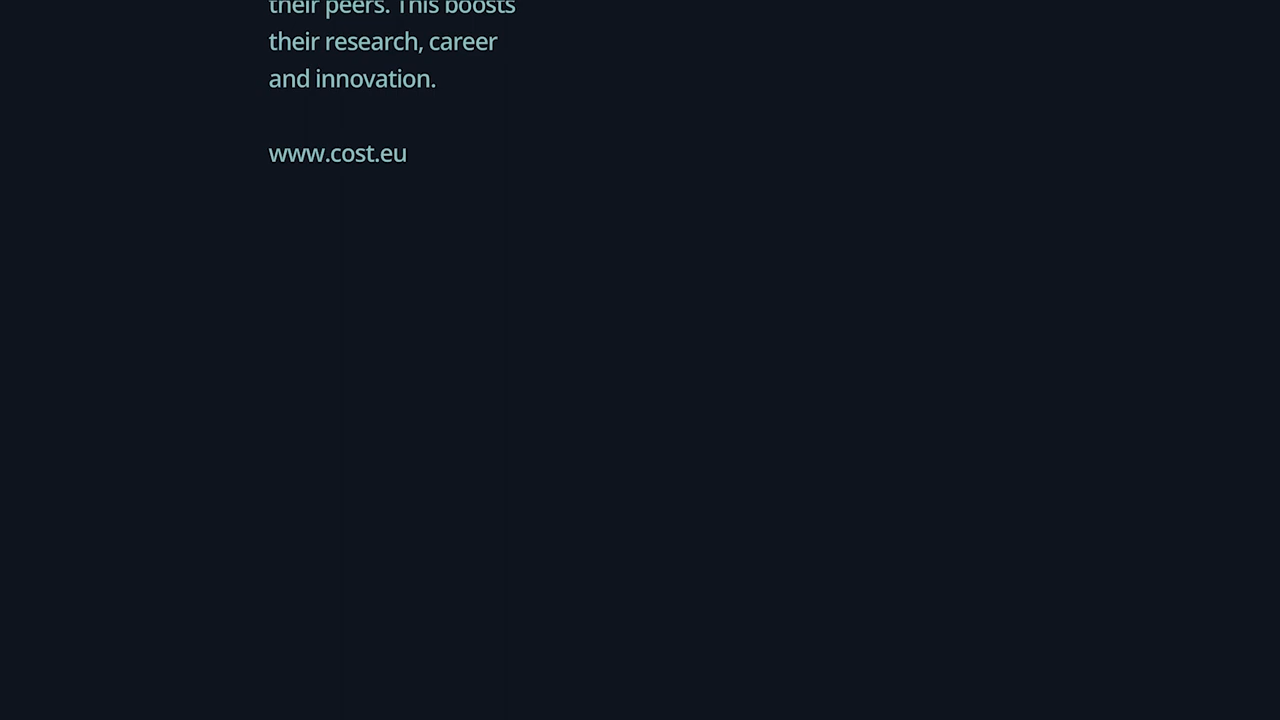 their peers. This boosts
their research, career
and innovation.
www.cost.eu